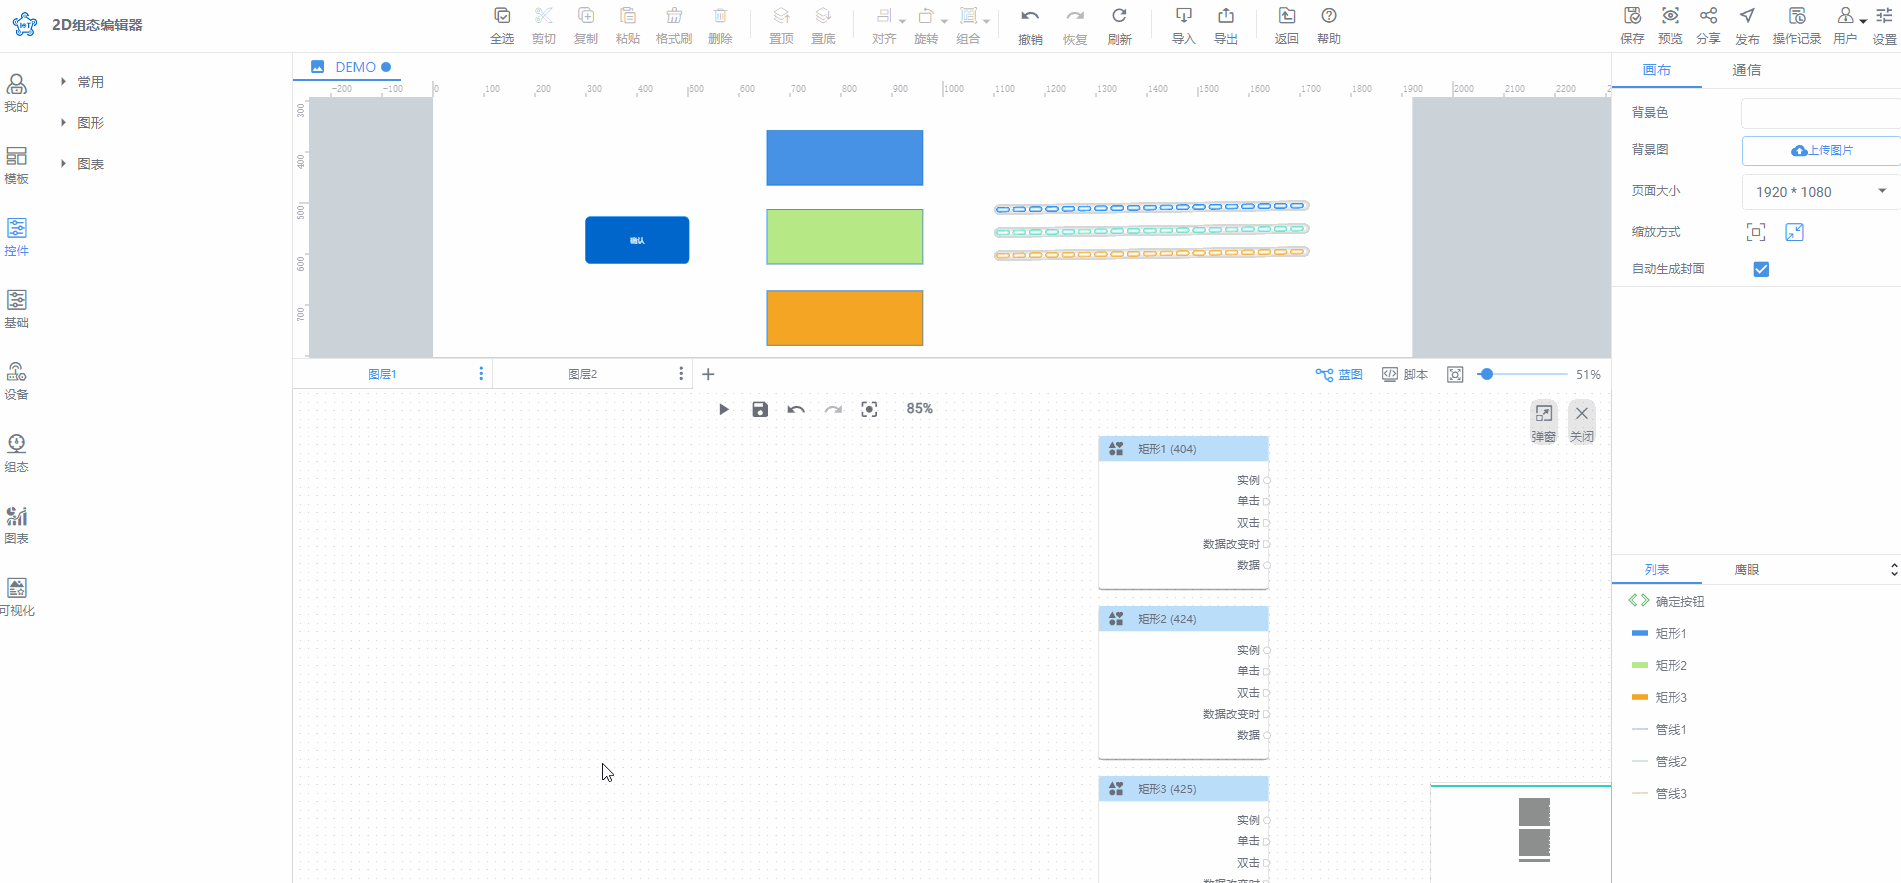 2D组态编辑器
全选 剪切 复制 粘贴 格式刷 删除 置顶 置底 对齐 旋转 组合 撤销 恢复 刷新 导入 导出 返回 帮助 保存 预览 分享 发布 操作记录 用户 设置
我的
模板
控件
基础
设备
组态
图表
可视化
常用
图形
图表
DEMO
-200 -100 0 100 200 300 400 500 600 700 800 900 1000 1100 1200 1300 1400 1500 1600 1700 1800 1900 2000 2100 2200
300
400
500
600
700
确认
图层1 图层2 蓝图 脚本 51%
85%
弹窗 关闭
矩形1 (404)
实例
单击
双击
数据改变时
数据
矩形2 (424)
实例
单击
双击
数据改变时
数据
矩形3 (425)
实例
单击
双击
画布 通信
背景色
背景图 上传图片
页面大小 1920 * 1080
缩放方式
自动生成封面
列表 鹰眼
确定按钮
矩形1
矩形2
矩形3
管线1
管线2
管线3